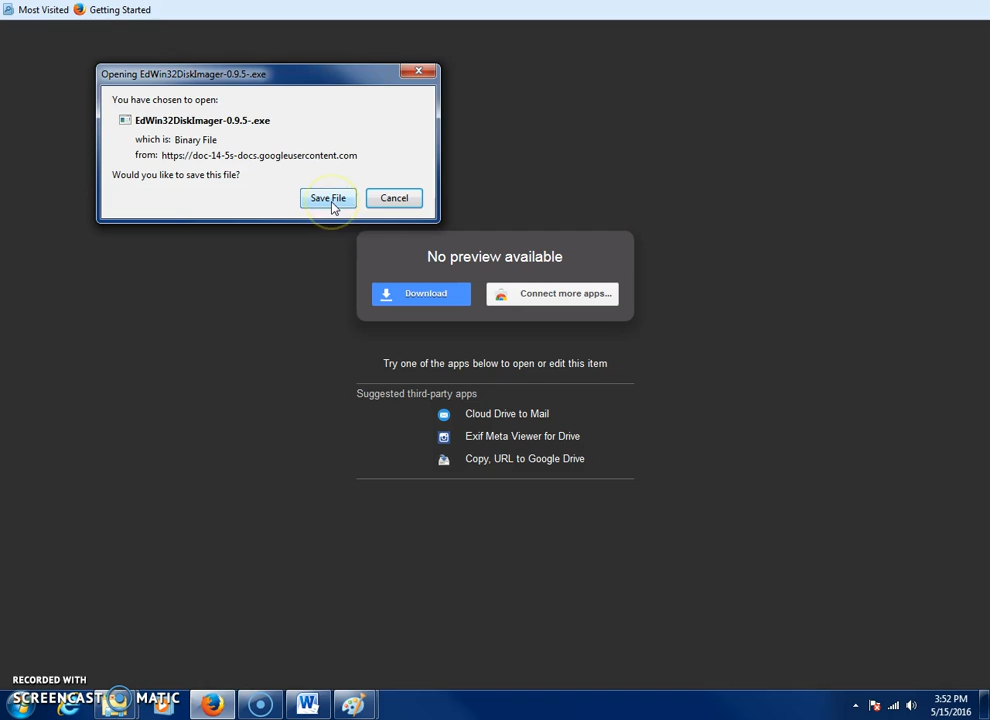 Most Visited Getting Started
Opening EdWin32DiskImager-0.9.5-.exe
You have chosen to open:
EdWin32DiskImager-0.9.5-.exe
which is: Binary File
from: https://doc-14-5s-docs.googleusercontent.com
Would you like to save this file?
Save File Cancel
No preview available
Download Connect more apps...
Try one of the apps below to open or edit this item
Suggested third-party apps
Cloud Drive to Mail
Exif Meta Viewer for Drive
Copy, URL to Google Drive
RECORDED WITH
SCREENCAST MATIC
3:52 PM
5/15/2016